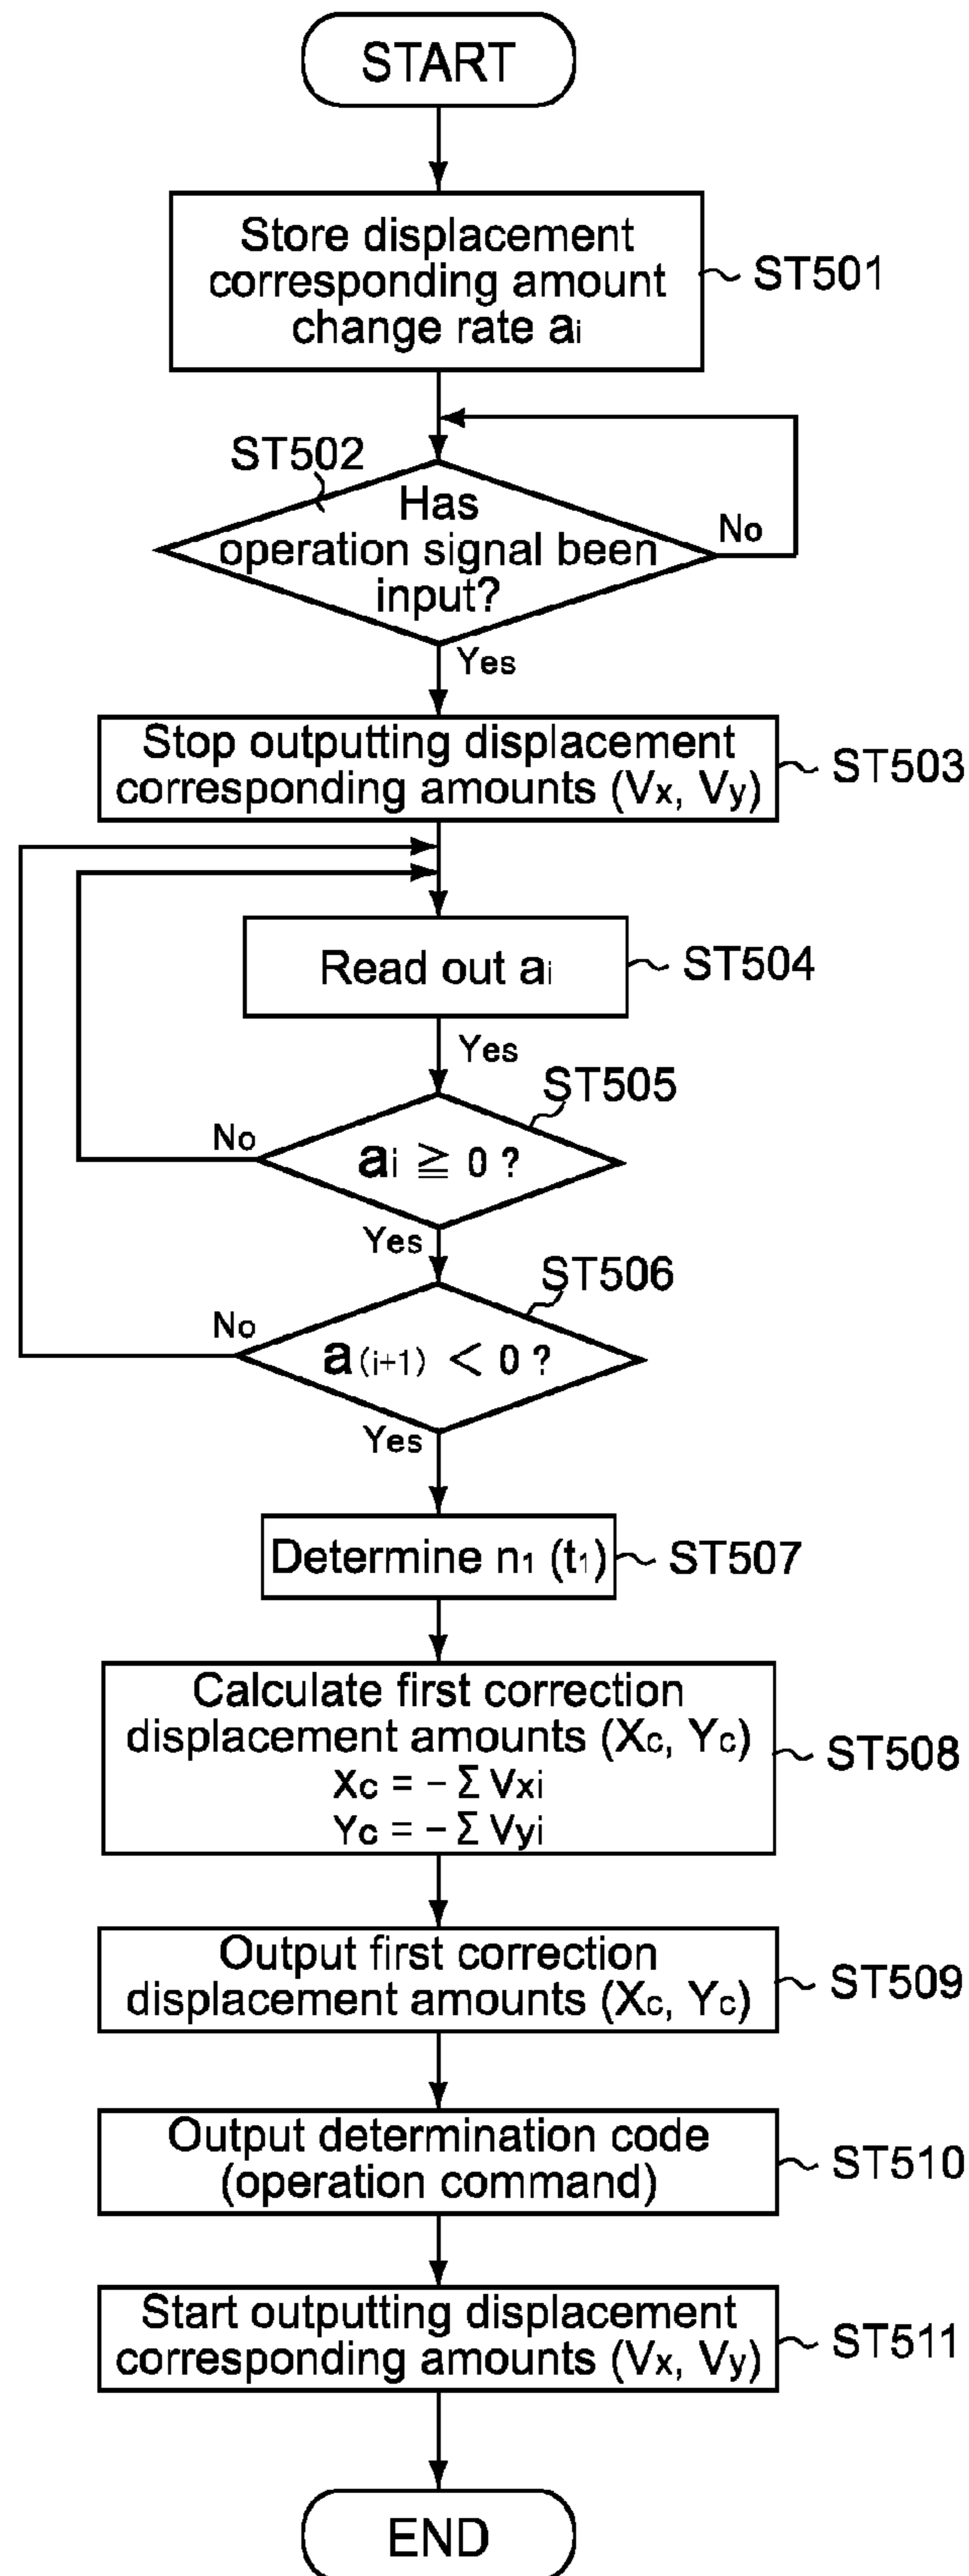 START
Store displacement
corresponding amount
change rate ai
ST501
ST502
Has
operation signal been
input?
No
Yes
Stop outputting displacement
corresponding amounts (Vx, Vy)
ST503
Read out ai
ST504
Yes
ST505
No
ai ≧ 0 ?
Yes
ST506
No
a(i+1) < 0 ?
Yes
Determine n1 (t1)
ST507
Calculate first correction
displacement amounts (Xc, Yc)
Xc = − Σ Vxi
Yc = − Σ Vyi
ST508
Output first correction
displacement amounts (Xc, Yc)
ST509
Output determination code
(operation command)
ST510
Start outputting displacement
corresponding amounts (Vx, Vy)
ST511
END